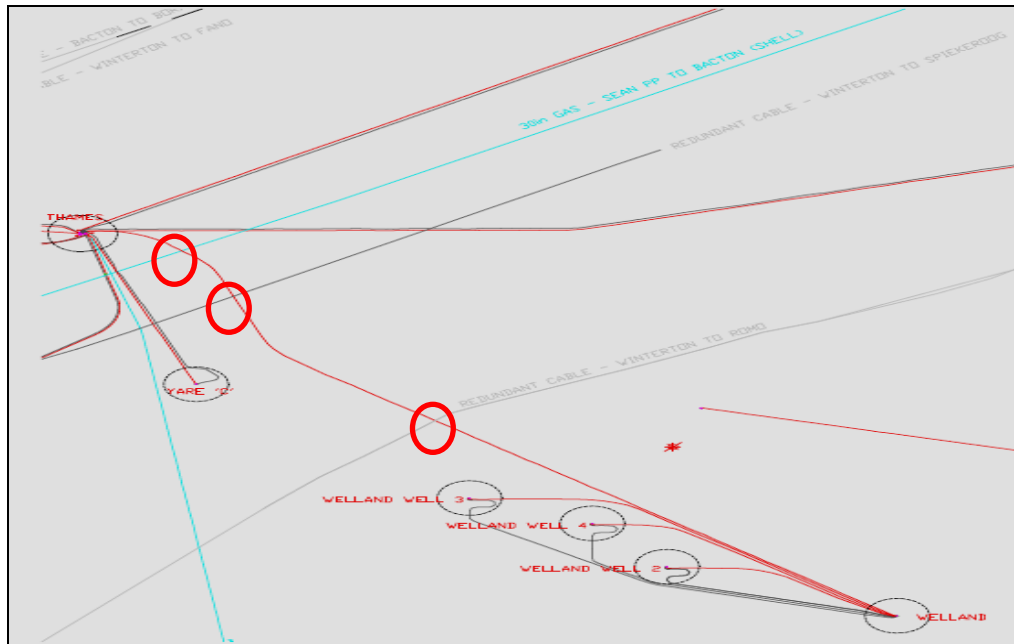 - BACTON TO
CABLE - WINTERTON TO FANO
30in GAS - SEAN PP TO BACTON (SHELL)
REDUNDANT CABLE - WINTERTON TO SPIEKEROOG
THAMES
YARE 'C'
REDUNDANT CABLE - WINTERTON TO ROMO
WELLAND WELL 3
WELLAND WELL 4
WELLAND WELL 2
WELLAND